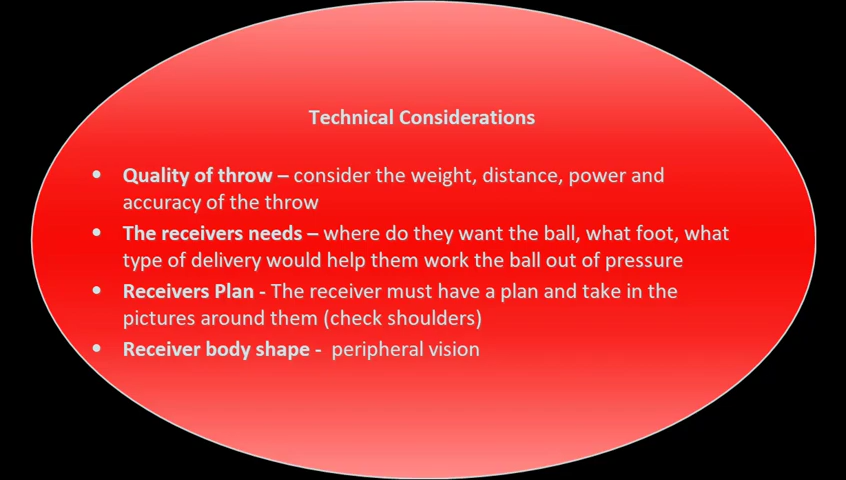 Technical Considerations
• Quality of throw – consider the weight, distance, power and
accuracy of the throw
• The receivers needs – where do they want the ball, what foot, what
type of delivery would help them work the ball out of pressure
• Receivers Plan - The receiver must have a plan and take in the
pictures around them (check shoulders)
• Receiver body shape -  peripheral vision